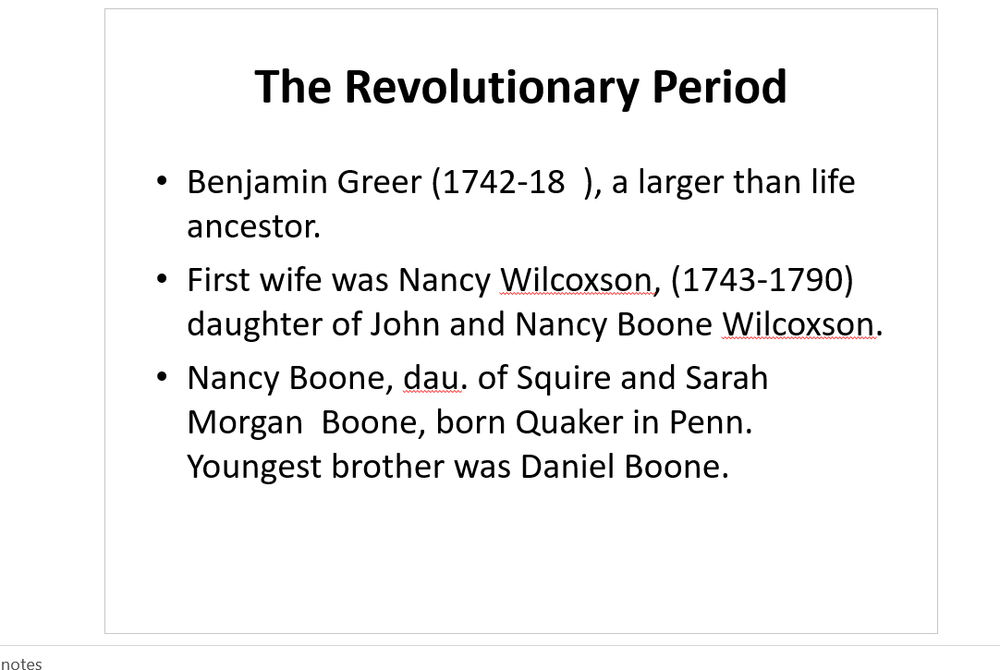 The Revolutionary Period
• Benjamin Greer (1742-18  ), a larger than life
ancestor.
• First wife was Nancy Wilcoxson, (1743-1790)
daughter of John and Nancy Boone Wilcoxson.
• Nancy Boone, dau. of Squire and Sarah
Morgan  Boone, born Quaker in Penn.
Youngest brother was Daniel Boone.
notes